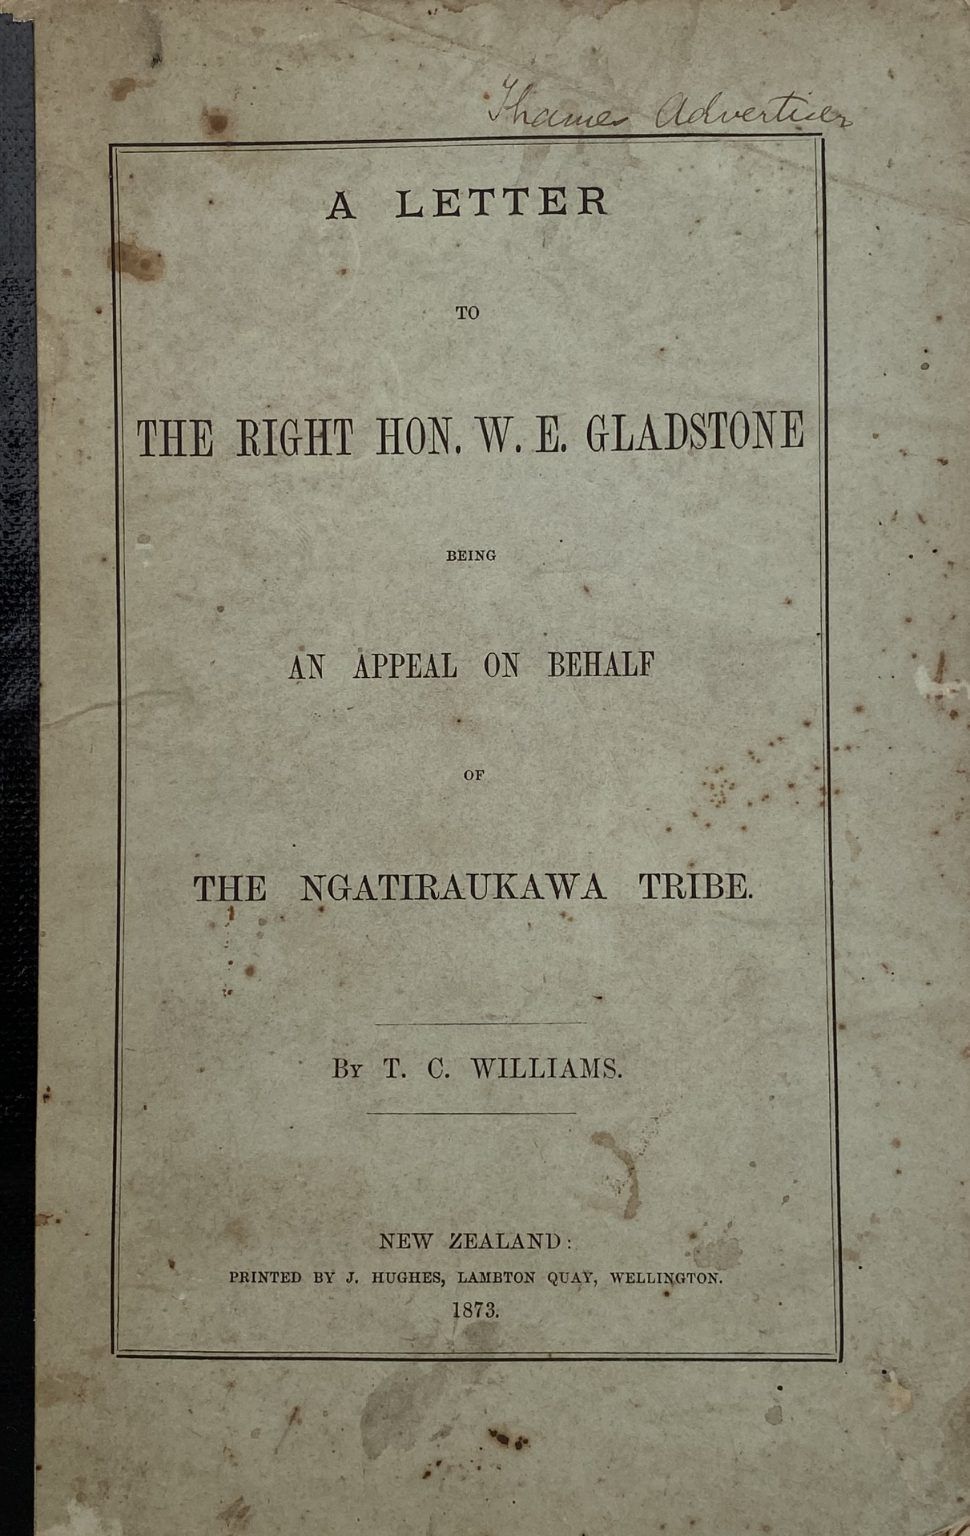 Thames Advertiser
A LETTER
TO
THE RIGHT HON. W. E. GLADSTONE
BEING
AN APPEAL ON BEHALF
OF
THE NGATIRAUKAWA TRIBE.
BY T. C. WILLIAMS.
NEW ZEALAND:
PRINTED BY J. HUGHES, LAMBTON QUAY, WELLINGTON.
1873.